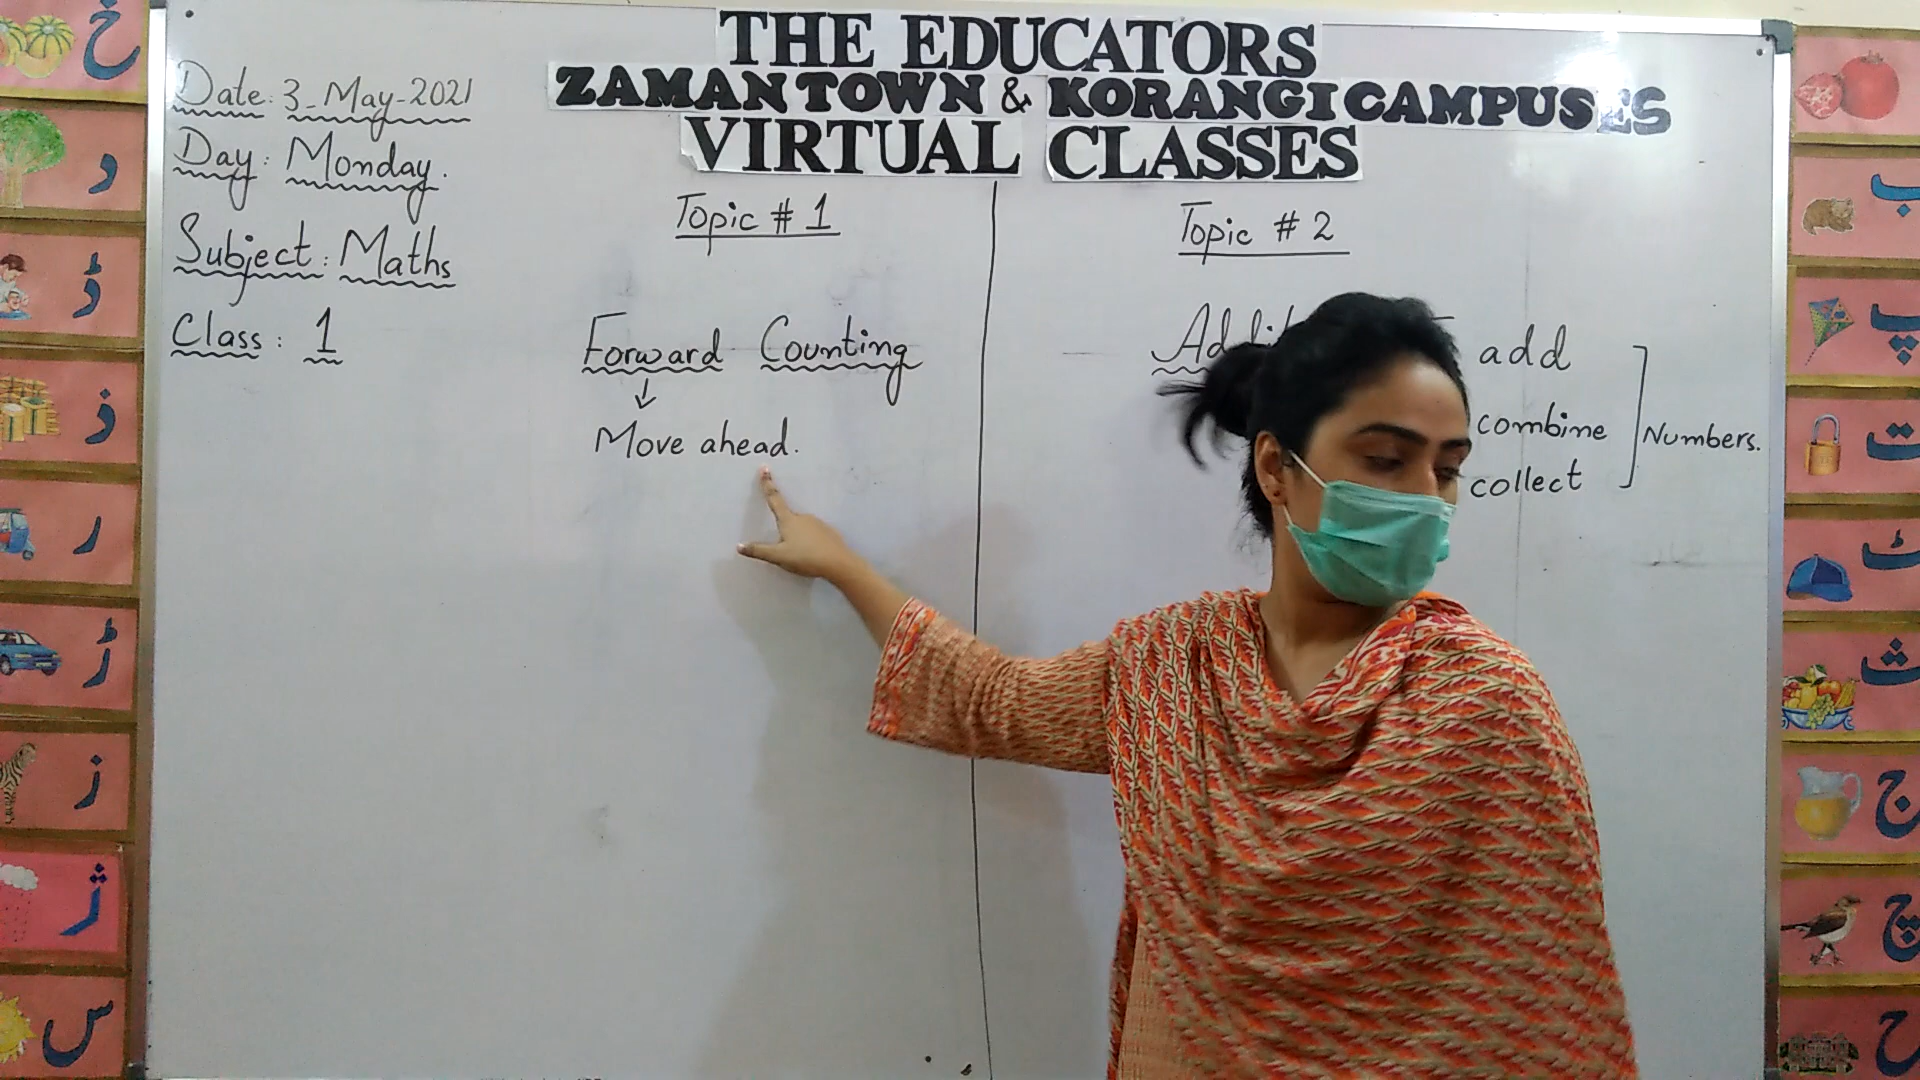 THE EDUCATORS
ZAMAN TOWN & KORANGI CAMPUSES
VIRTUAL CLASSES
Date: 3-May-2021
Day: Monday.
Subject: Maths
Class: 1
Topic # 1
Forward Counting
↓
Move ahead.
Topic # 2
add
combine
collect
Numbers.
خ
د
ڈ
ذ
ر
ڑ
ز
ژ
س
ب
پ
ت
ٹ
ث
ج
چ
ح